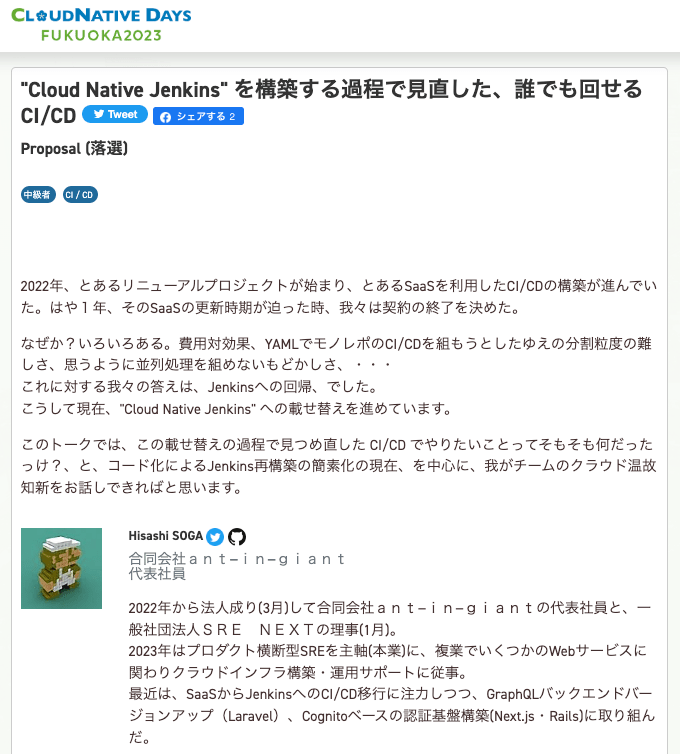 CLOUDNATIVE DAYS
FUKUOKA2023
"Cloud Native Jenkins" を構築する過程で見直した、誰でも回せる
CI/CD Tweet シェアする 2
Proposal (落選)
中級者 CI / CD
2022年、とあるリニューアルプロジェクトが始まり、とあるSaaSを利用したCI/CDの構築が進んでい
た。はや１年、そのSaaSの更新時期が迫った時、我々は契約の終了を決めた。
なぜか？いろいろある。費用対効果、YAMLでモノレポのCI/CDを組もうとしたゆえの分割粒度の難
しさ、思うように並列処理を組めないもどかしさ、・・・
これに対する我々の答えは、Jenkinsへの回帰、でした。
こうして現在、"Cloud Native Jenkins" への載せ替えを進めています。
このトークでは、この載せ替えの過程で見つめ直した CI/CD でやりたいことってそもそも何だった
っけ？、と、コード化によるJenkins再構築の簡素化の現在、を中心に、我がチームのクラウド温故
知新をお話しできればと思います。
Hisashi SOGA
合同会社ａｎｔ−ｉｎ−ｇｉａｎｔ
代表社員
2022年から法人成り(3月)して合同会社ａｎｔ−ｉｎ−ｇｉａｎｔの代表社員と、一
般社団法人ＳＲＥ　ＮＥＸＴの理事(1月)。
2023年はプロダクト横断型SREを主軸(本業)に、複業でいくつかのWebサービスに
関わりクラウドインフラ構築・運用サポートに従事。
最近は、SaaSからJenkinsへのCI/CD移行に注力しつつ、GraphQLバックエンドバー
ジョンアップ（Laravel）、Cognitoベースの認証基盤構築(Next.js・Rails)に取り組ん
だ。